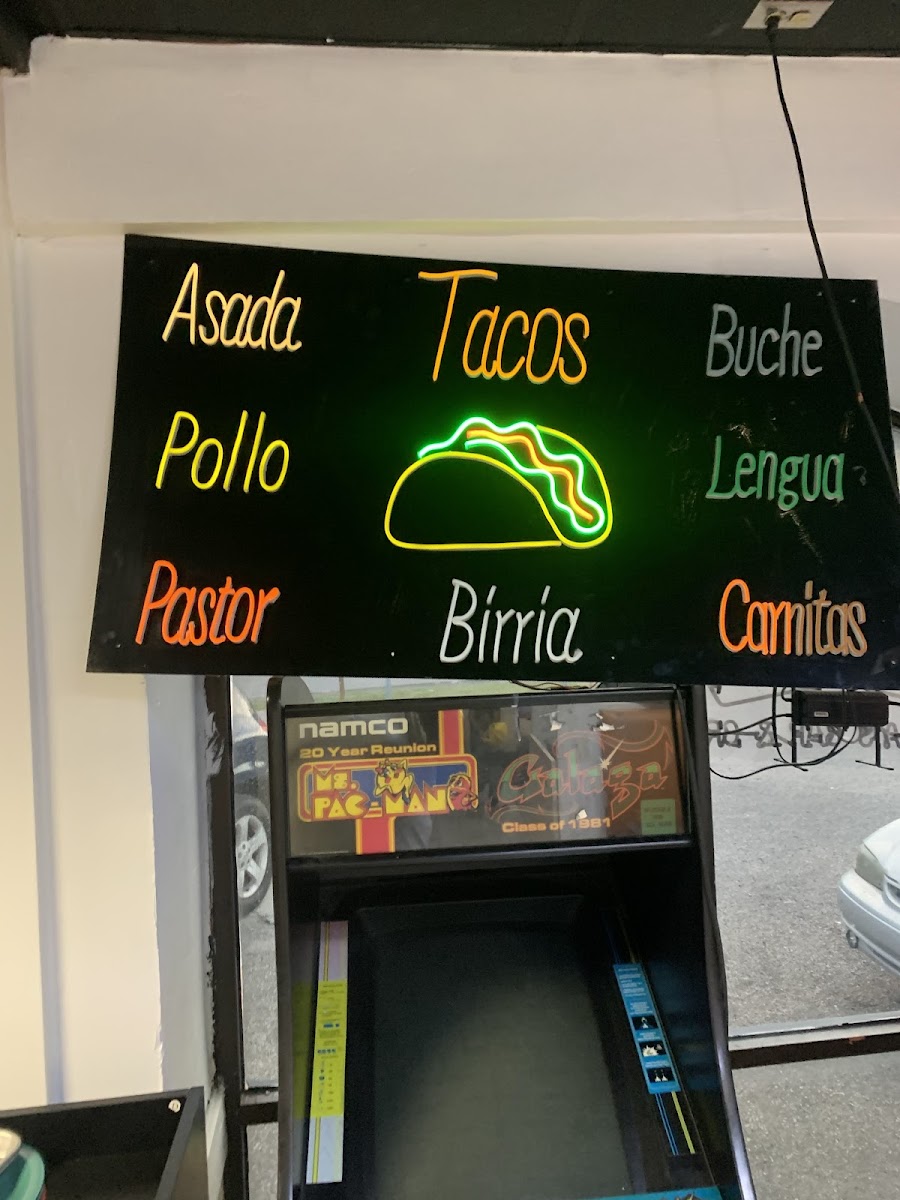 Asada
Tacos
Buche
Pollo
Lengua
Pastor
Birria
Carnitas
namco
20 Year Reunion
MS. PAC-MAN
Galaga
Class of 1981